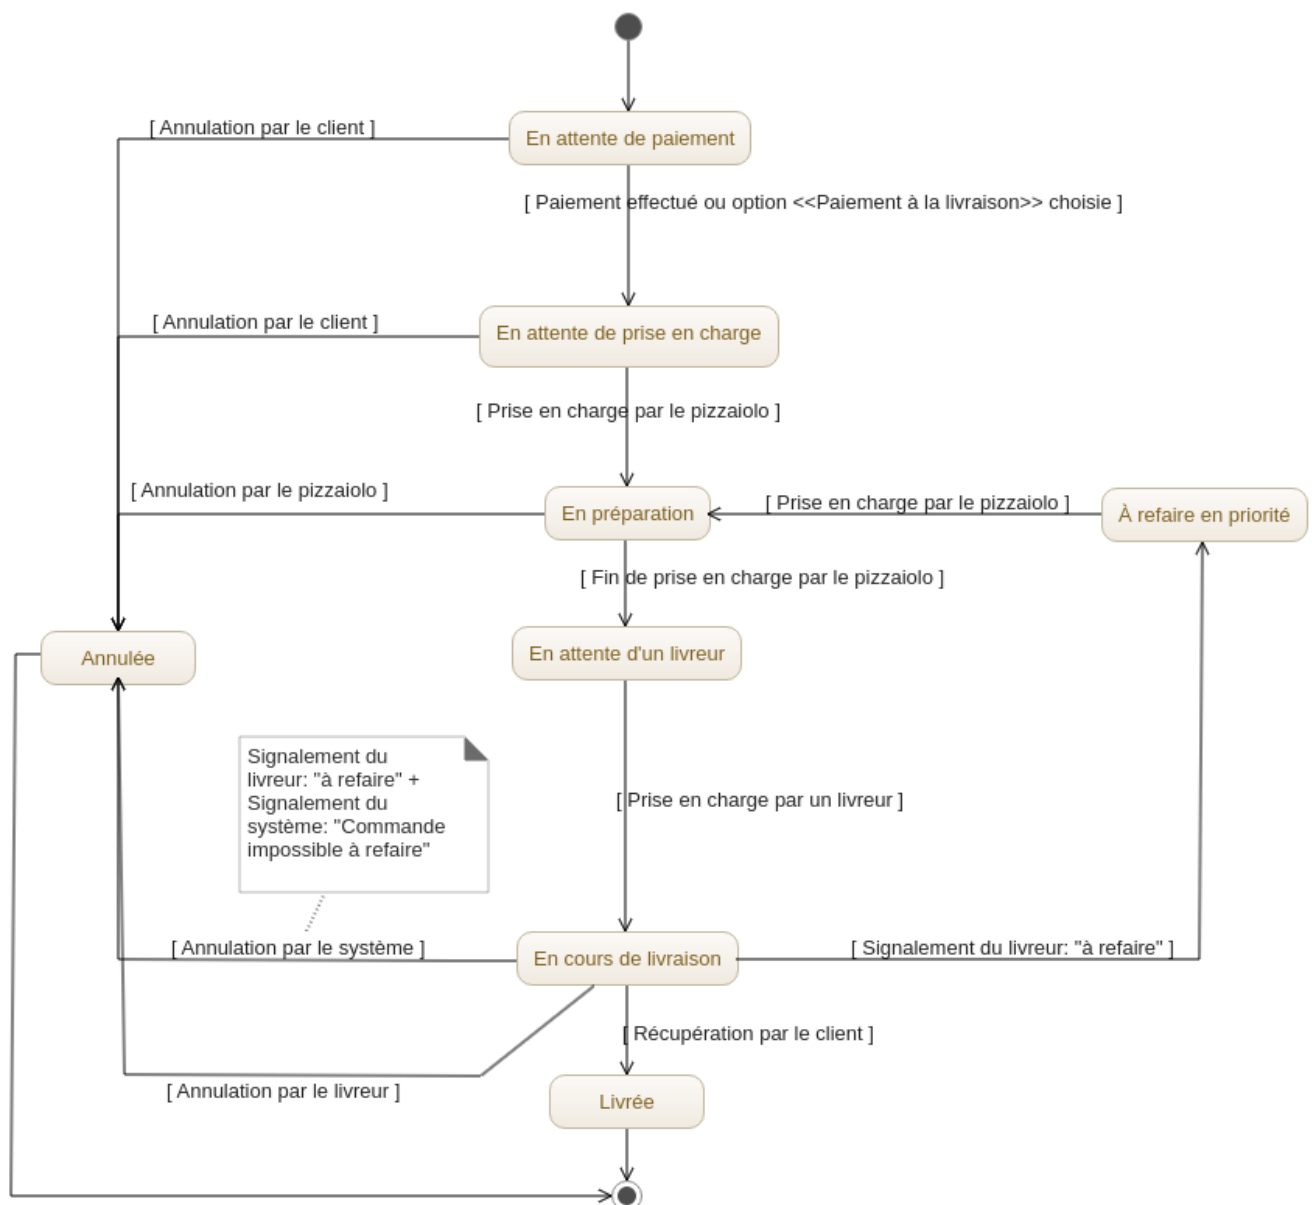 [ Annulation par le client ]
En attente de paiement
[ Paiement effectué ou option <<Paiement à la livraison>> choisie ]
[ Annulation par le client ]
En attente de prise en charge
[ Prise en charge par le pizzaiolo ]
[ Annulation par le pizzaiolo ]
En préparation
[ Prise en charge par le pizzaiolo ]
À refaire en priorité
[ Fin de prise en charge par le pizzaiolo ]
Annulée
En attente d'un livreur
Signalement du
livreur: "à refaire" +
Signalement du
système: "Commande
impossible à refaire"
[ Prise en charge par un livreur ]
[ Annulation par le système ]
En cours de livraison
[ Signalement du livreur: "à refaire" ]
[ Récupération par le client ]
[ Annulation par le livreur ]
Livrée